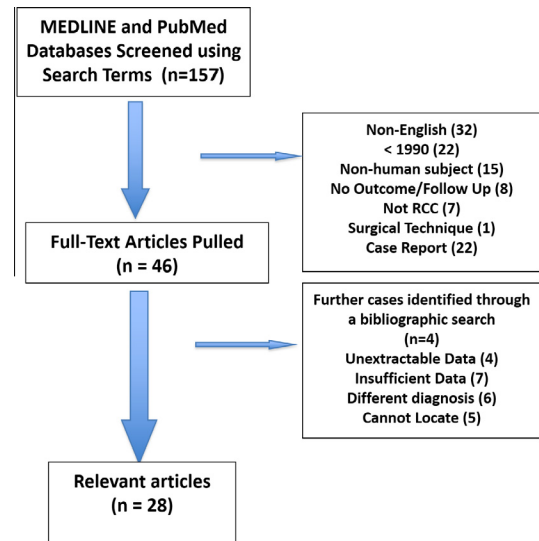 MEDLINE and PubMed
Databases Screened using
Search Terms (n=157)
Non-English (32)
< 1990 (22)
Non-human subject (15)
No Outcome/Follow Up (8)
Not RCC (7)
Surgical Technique (1)
Case Report (22)
Full-Text Articles Pulled
(n = 46)
Further cases identified through
a bibliographic search
(n=4)
Unextractable Data (4)
Insufficient Data (7)
Different diagnosis (6)
Cannot Locate (5)
Relevant articles
(n = 28)